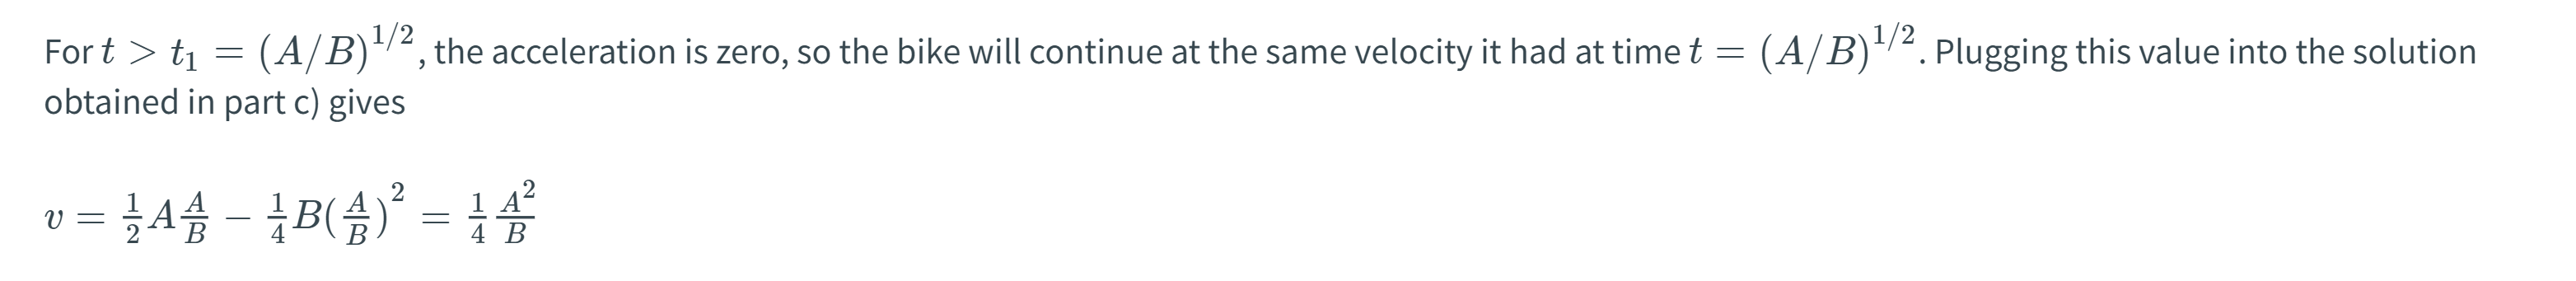 For t > t₁ = (A/B)^{1/2}, the acceleration is zero, so the bike will continue at the same velocity it had at time t = (A/B)^{1/2}. Plugging this value into the solution
obtained in part c) gives
v = \frac{1}{2}A\frac{A}{B} − \frac{1}{4}B(\frac{A}{B})^2 = \frac{1}{4}\frac{A^2}{B}